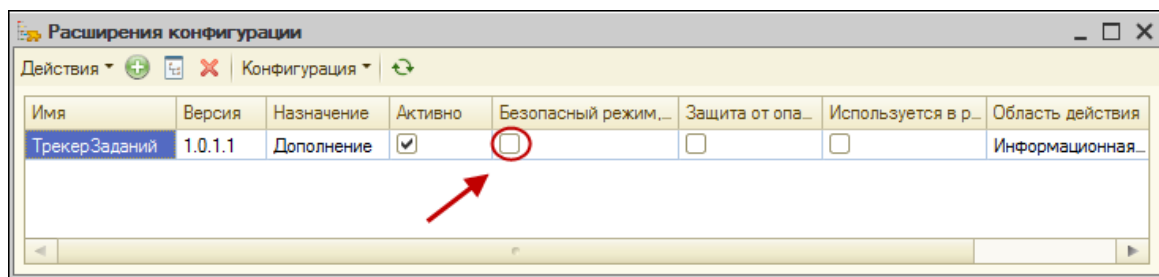 Расширения конфигурации
Действия Конфигурация
Имя Версия Назначение Активно Безопасный режим,... Защита от опа... Используется в р... Область действия
ТрекерЗаданий 1.0.1.1 Дополнение Информационная...